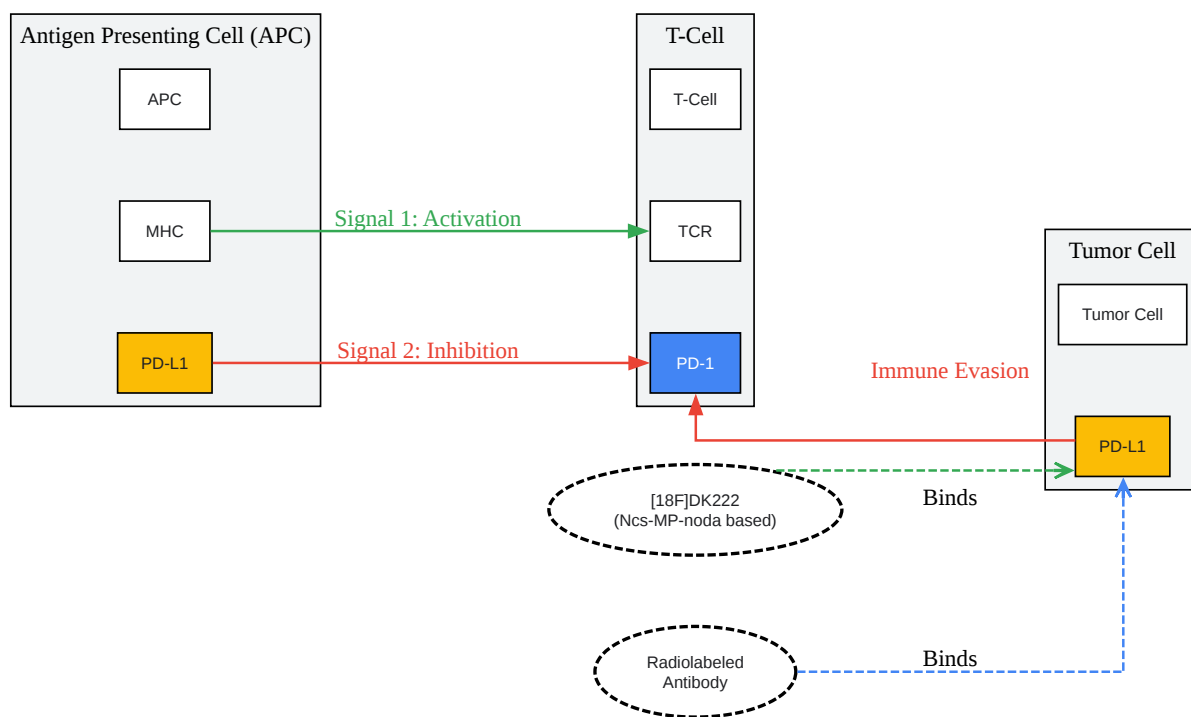 Antigen Presenting Cell (APC)
T-Cell
APC
T-Cell
MHC
Signal 1: Activation
TCR
Tumor Cell
Tumor Cell
PD-L1
Signal 2: Inhibition
PD-1
Immune Evasion
PD-L1
[18F]DK222
(Ncs-MP-noda based)
Binds
Radiolabeled
Antibody
Binds